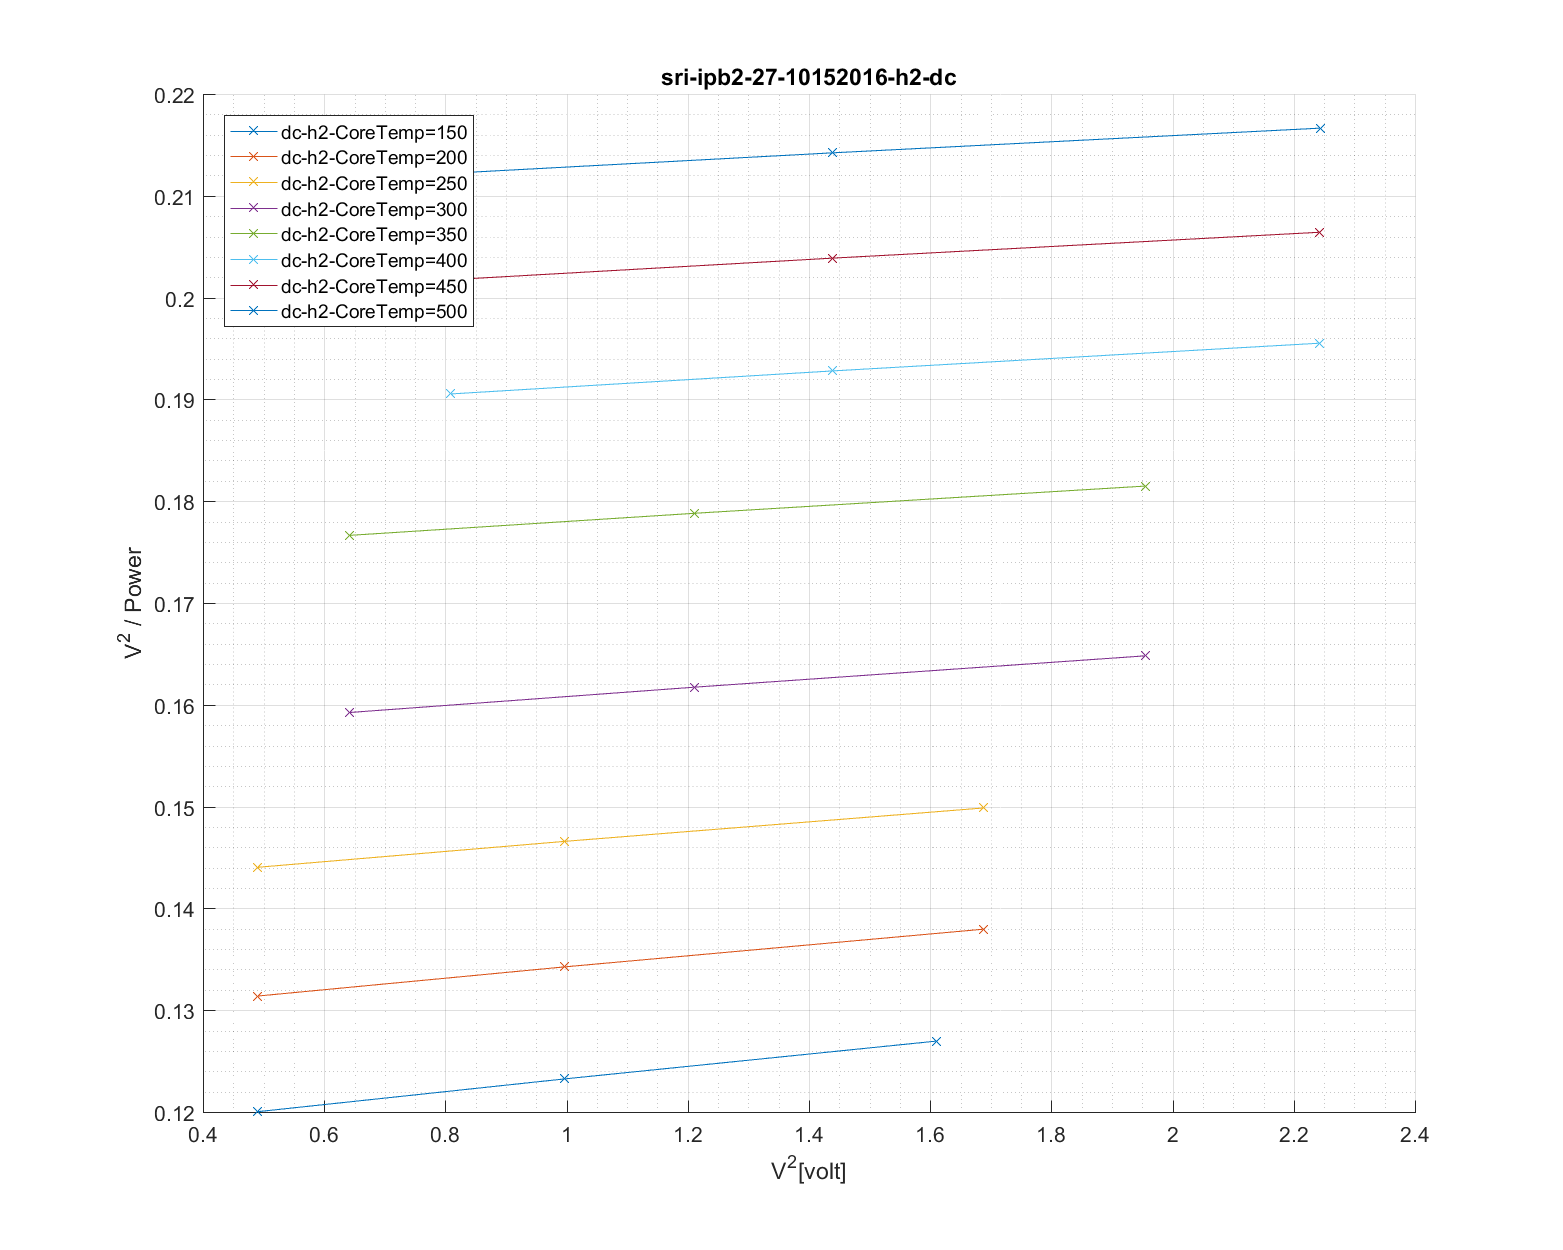 sri-ipb2-27-10152016-h2-dc
0.22
0.21
0.2
0.19
0.18
0.17
0.16
0.15
0.14
0.13
0.12
V2 / Power
dc-h2-CoreTemp=150
dc-h2-CoreTemp=200
dc-h2-CoreTemp=250
dc-h2-CoreTemp=300
dc-h2-CoreTemp=350
dc-h2-CoreTemp=400
dc-h2-CoreTemp=450
dc-h2-CoreTemp=500
0.4 0.6 0.8 1 1.2 1.4 1.6 1.8 2 2.2 2.4
V2[volt]